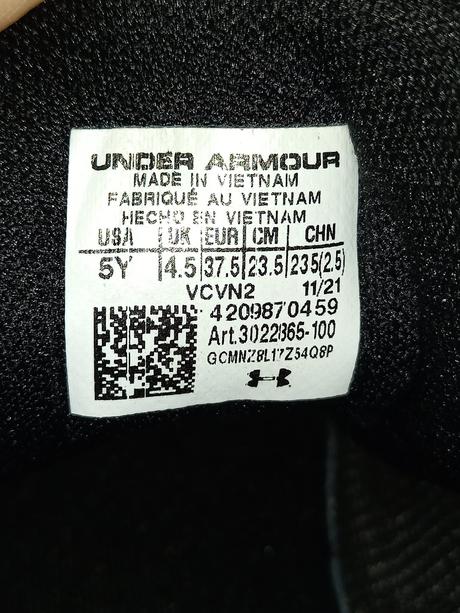 UNDER ARMOUR
MADE IN VIETNAM
FABRIQUÉ AU VIETNAM
HECHO EN VIETNAM
USA UK EUR CM CHN
5Y 4.5 37.5 23.5 235(2.5)
VCVN2 11/21
4209870459
Art.3022865-100
GCMNZ8L17Z54Q8P